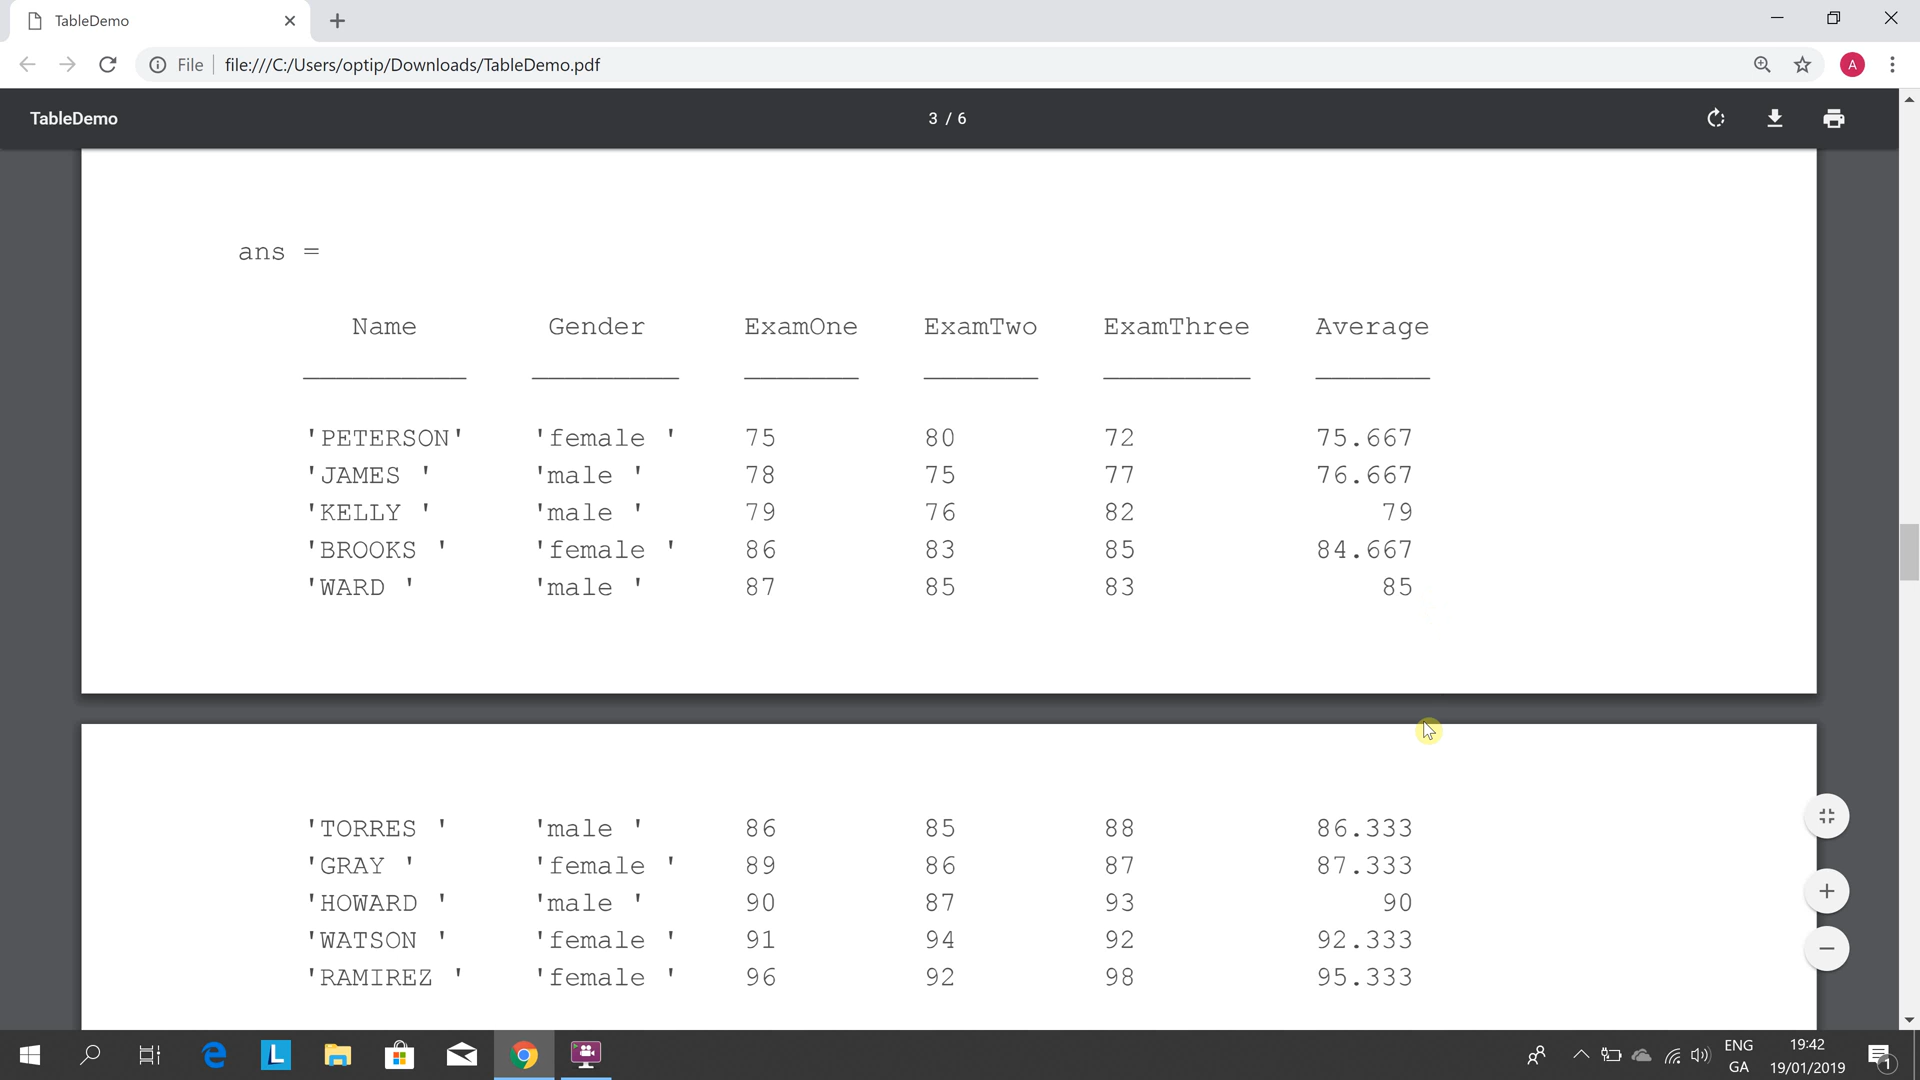 TableDemo
File file:///C:/Users/optip/Downloads/TableDemo.pdf A
TableDemo 3 / 6
ans =
Name Gender ExamOne ExamTwo ExamThree Average
'PETERSON' 'female ' 75 80 72 75.667
'JAMES ' 'male ' 78 75 77 76.667
'KELLY ' 'male ' 79 76 82 79
'BROOKS ' 'female ' 86 83 85 84.667
'WARD ' 'male ' 87 85 83 85
'TORRES ' 'male ' 86 85 88 86.333
'GRAY ' 'female ' 89 86 87 87.333
'HOWARD ' 'male ' 90 87 93 90
'WATSON ' 'female ' 91 94 92 92.333
'RAMIREZ ' 'female ' 96 92 98 95.333
L
ENG 19:42
GA 19/01/2019 1